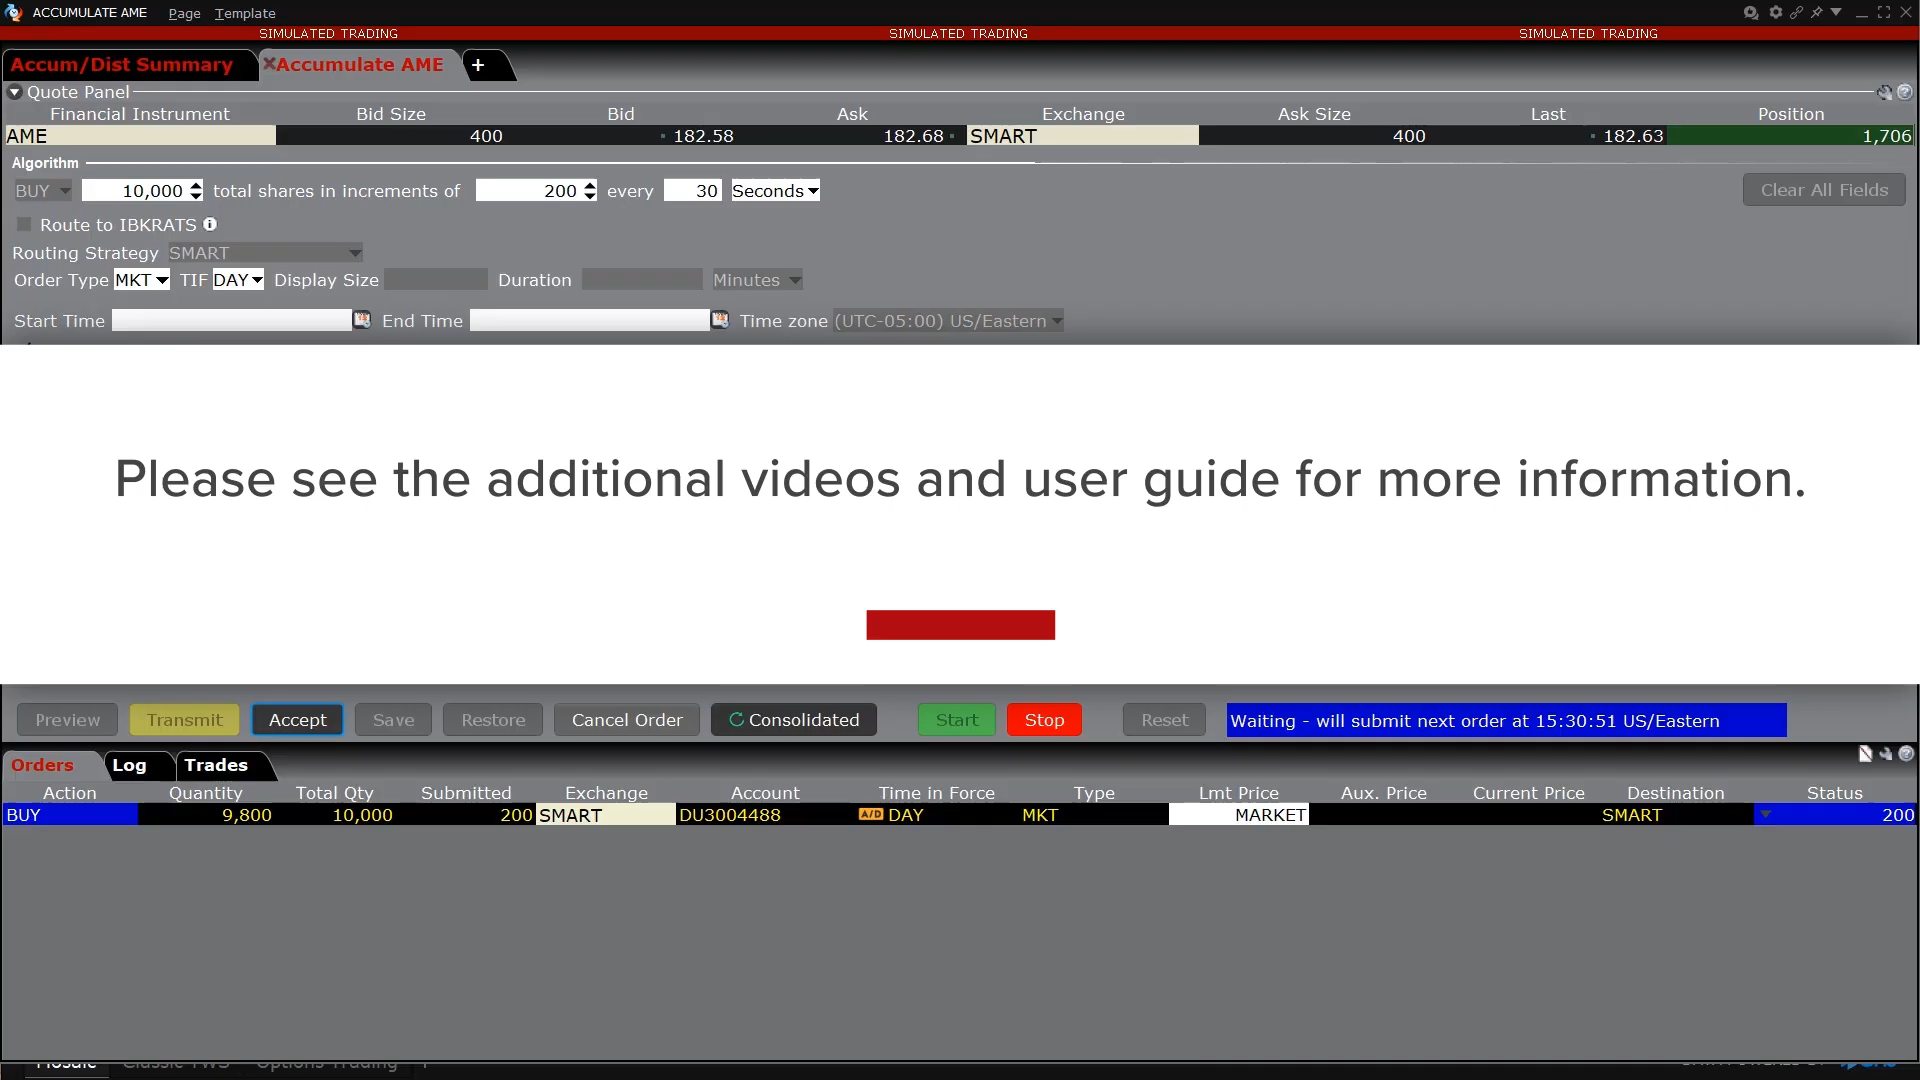 ACCUMULATE AME Page Template
SIMULATED TRADING SIMULATED TRADING SIMULATED TRADING
Accum/Dist Summary Accumulate AME +
Quote Panel
Financial Instrument Bid Size Bid Ask Exchange Ask Size Last Position
AME 400 182.58 182.68 SMART 400 182.63 1,706
Algorithm
BUY 10,000 total shares in increments of 200 every 30 Seconds Clear All Fields
Route to IBKRATS
Routing Strategy SMART
Order Type MKT TIF DAY Display Size Duration Minutes
Start Time End Time Time zone (UTC-05:00) US/Eastern
Please see the additional videos and user guide for more information.
Preview Transmit Accept Save Restore Cancel Order Consolidated Start Stop Reset Waiting - will submit next order at 15:30:51 US/Eastern
Orders Log Trades
Action Quantity Total Qty Submitted Exchange Account Time in Force Type Lmt Price Aux. Price Current Price Destination Status
BUY 9,800 10,000 200 SMART DU3004488 A/D DAY MKT MARKET SMART 200
Mosaic Classic TWS Options Trading +